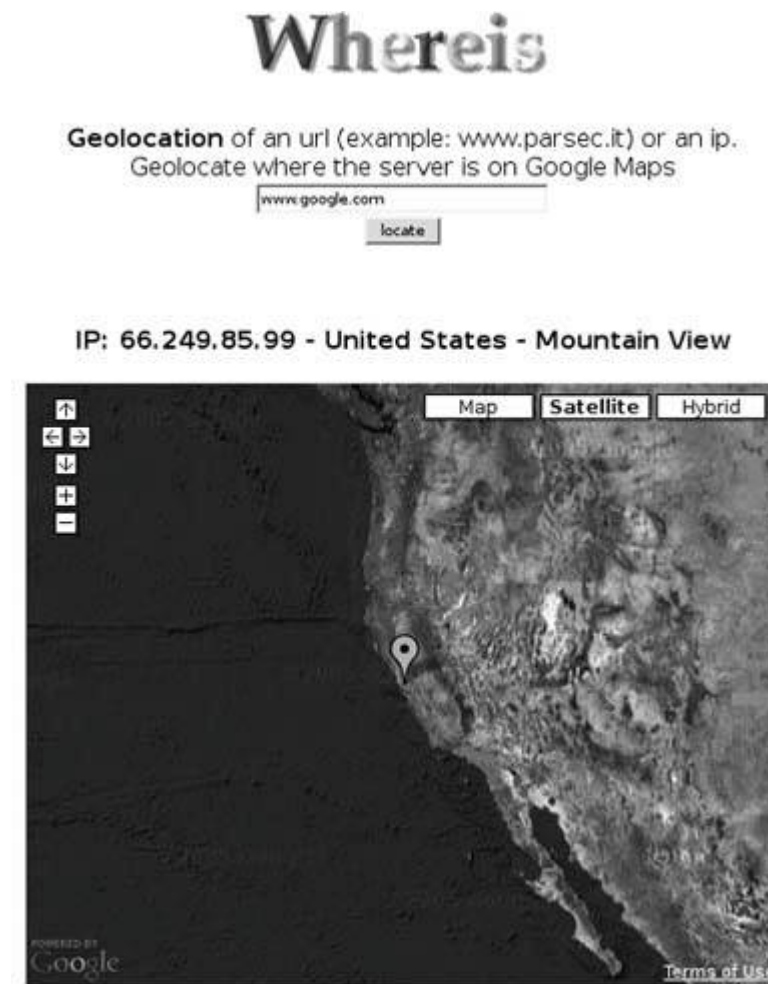 Whereis
Geolocation of an url (example: www.parsec.it) or an ip.
Geolocate where the server is on Google Maps
www.google.com
locate
IP: 66.249.85.99 - United States - Mountain View
Map Satellite Hybrid
POWERED BY
Google
Terms of Use